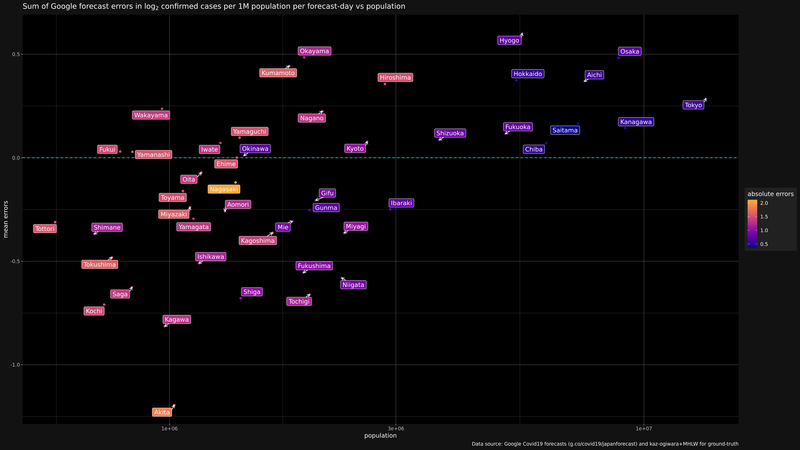 Sum of Google forecast errors in log₂ confirmed cases per 1M population per forecast-day vs population
mean errors
0.5
0.0
-0.5
-1.0
Hyogo
Okayama
Osaka
Kumamoto
Hiroshima
Hokkaido
Aichi
Tokyo
Wakayama
Nagano
Kanagawa
Yamaguchi
Shizuoka
Fukuoka
Saitama
Fukui
Yamanashi
Iwate
Okinawa
Kyoto
Chiba
Ehime
Oita
Nagasaki
Toyama
Gifu
Aomori
Gunma
Ibaraki
Miyazaki
Tottori
Shimane
Yamagata
Mie
Miyagi
Kagoshima
Ishikawa
Tokushima
Fukushima
Niigata
Saga
Shiga
Tochigi
Kochi
Kagawa
Akita
absolute errors
2.0
1.5
1.0
0.5
1e+06
3e+06
1e+07
population
Data source: Google Covid19 forecasts (g.co/covid19/japanforecast) and kaz-ogiwara+MHLW for ground-truth